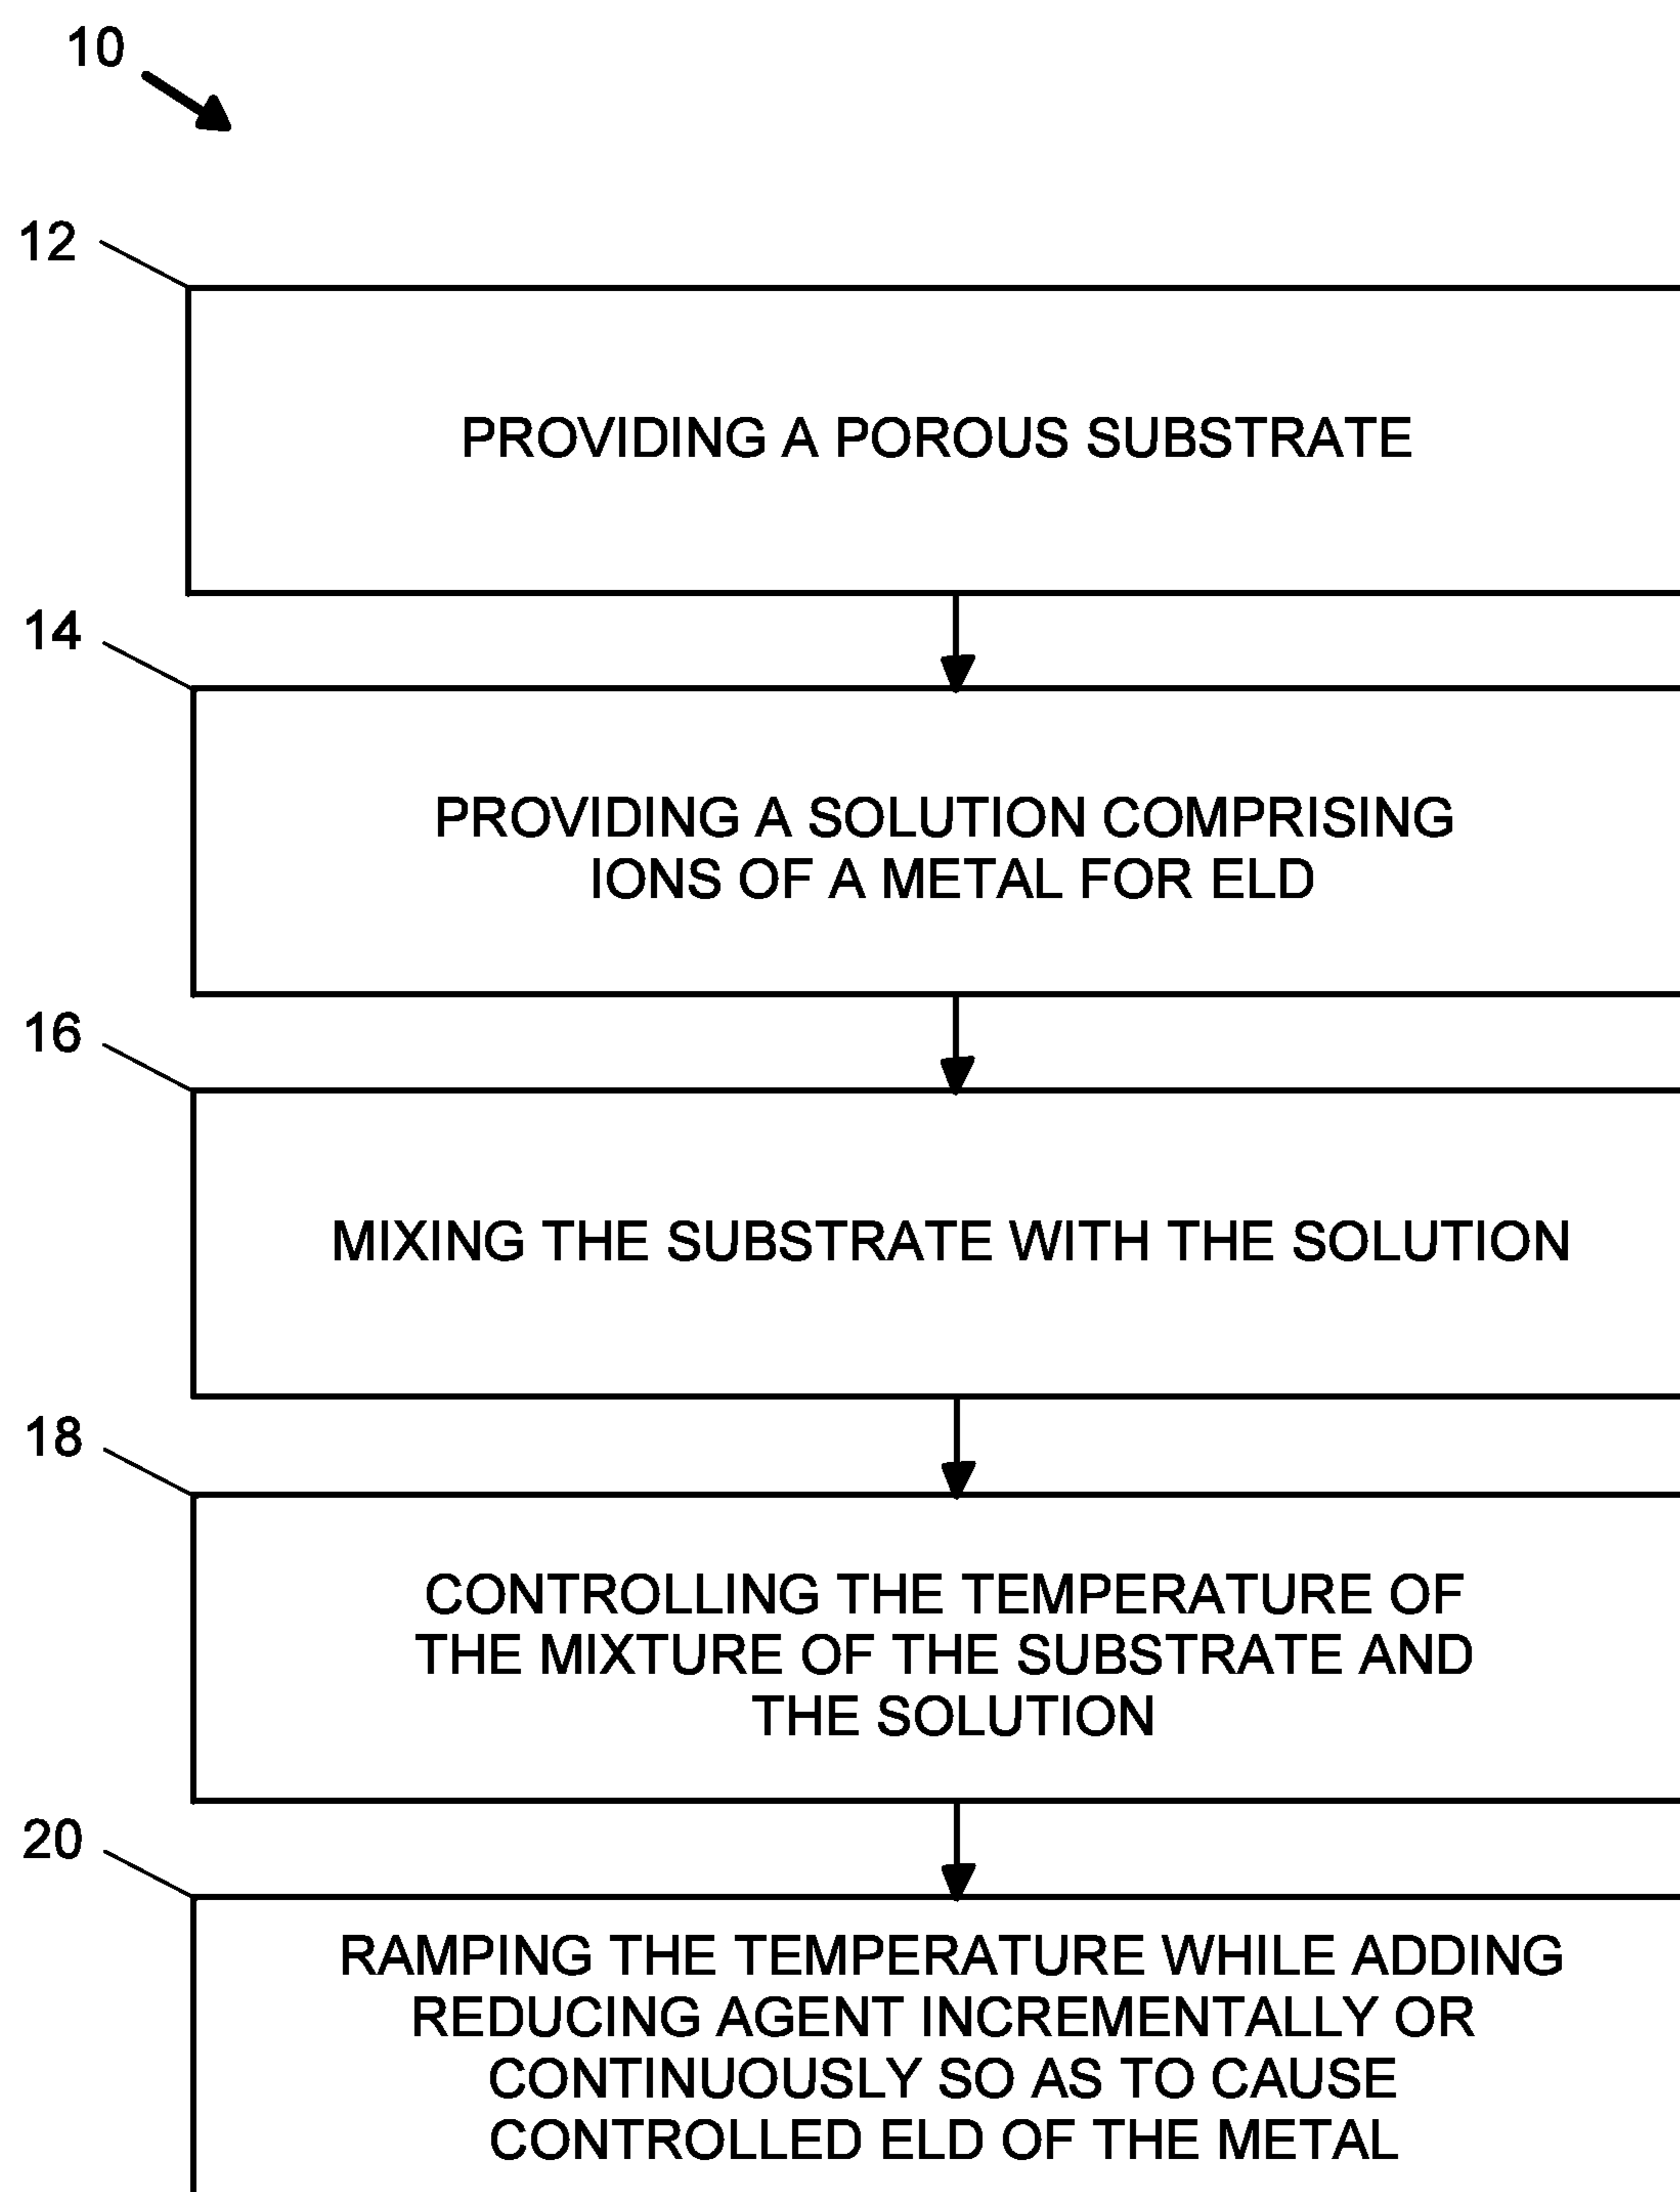 10
12
PROVIDING A POROUS SUBSTRATE
14
PROVIDING A SOLUTION COMPRISING
IONS OF A METAL FOR ELD
16
MIXING THE SUBSTRATE WITH THE SOLUTION
18
CONTROLLING THE TEMPERATURE OF
THE MIXTURE OF THE SUBSTRATE AND
THE SOLUTION
20
RAMPING THE TEMPERATURE WHILE ADDING
REDUCING AGENT INCREMENTALLY OR
CONTINUOUSLY SO AS TO CAUSE
CONTROLLED ELD OF THE METAL